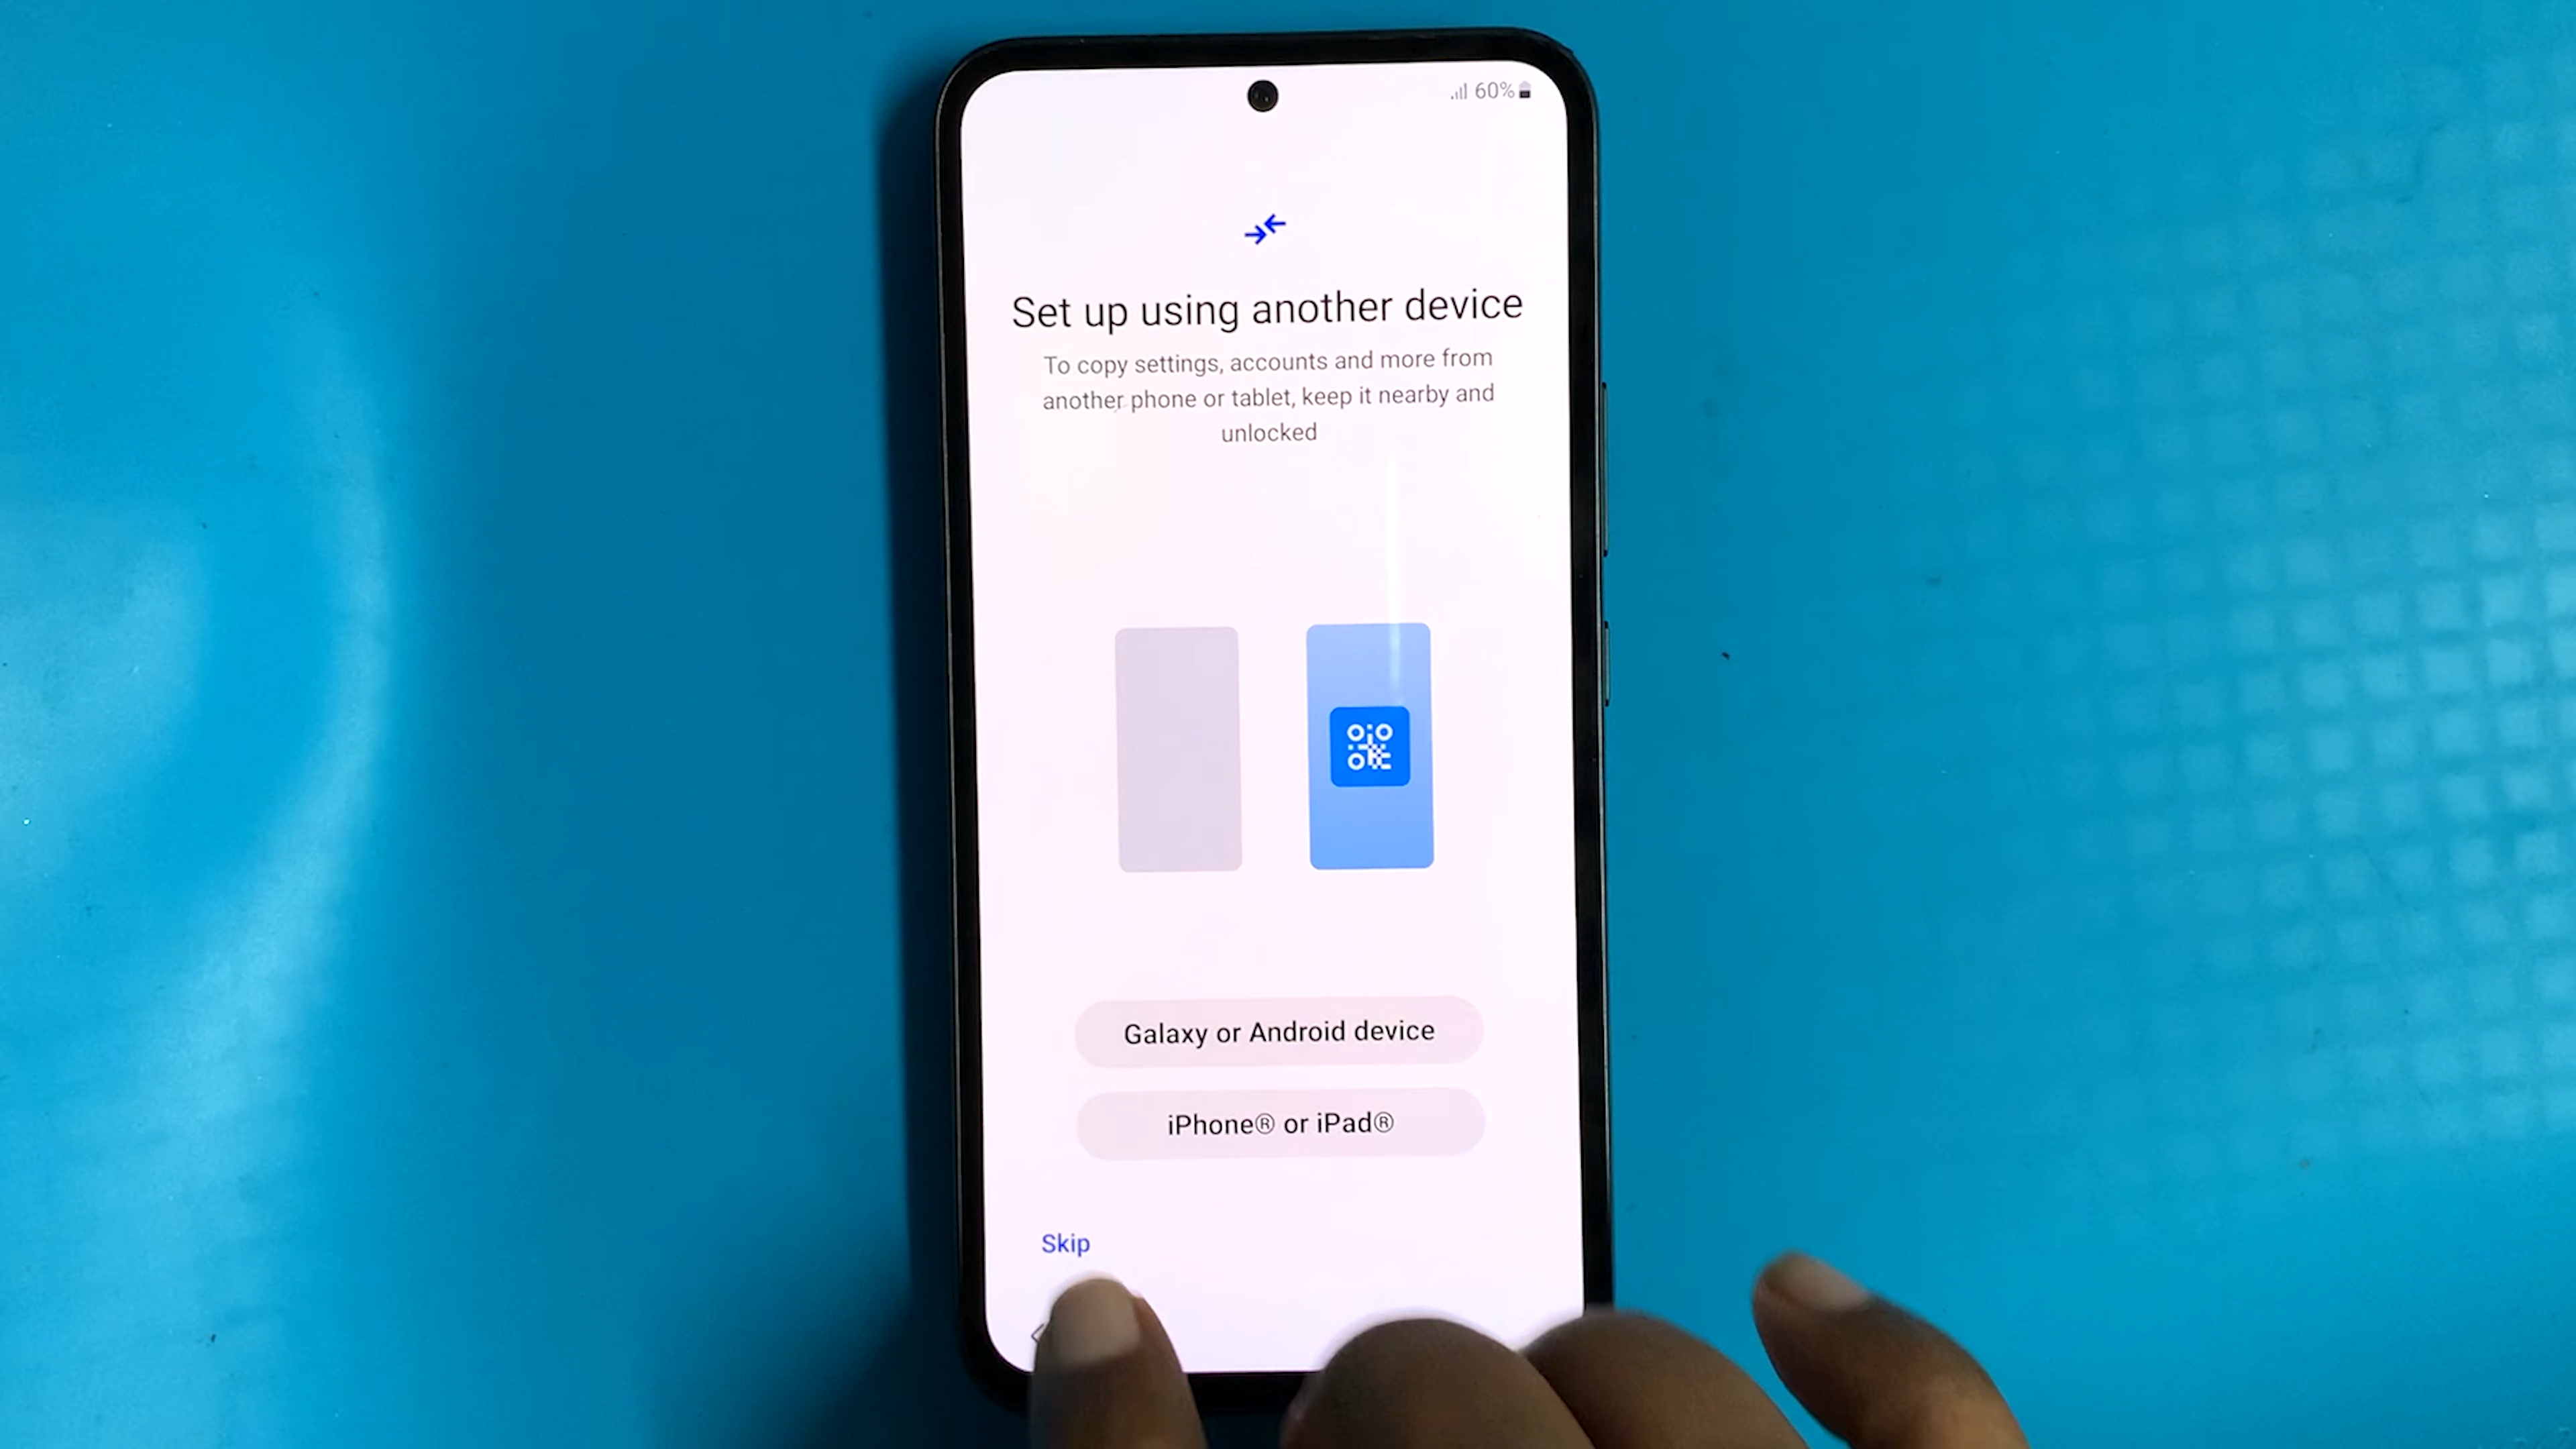 60%
Set up using another device
To copy settings, accounts and more from
another phone or tablet, keep it nearby and
unlocked
Galaxy or Android device
iPhone® or iPad®
Skip